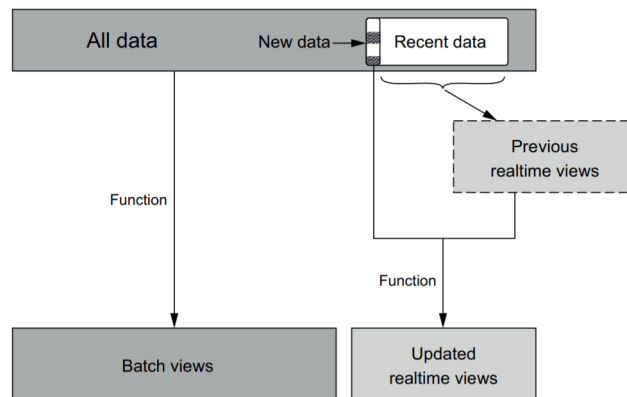 All data
New data
Recent data
Previous
realtime views
Function
Function
Batch views
Updated
realtime views